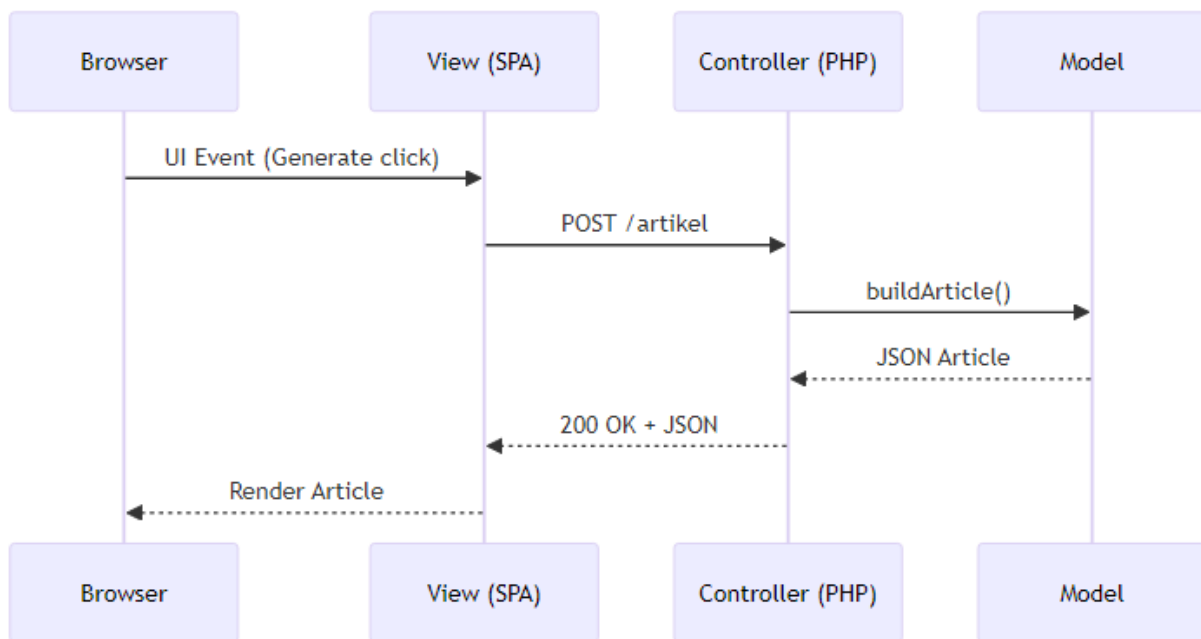 Browser
View (SPA)
Controller (PHP)
Model
UI Event (Generate click)
POST /artikel
buildArticle()
JSON Article
200 OK + JSON
Render Article
Browser
View (SPA)
Controller (PHP)
Model